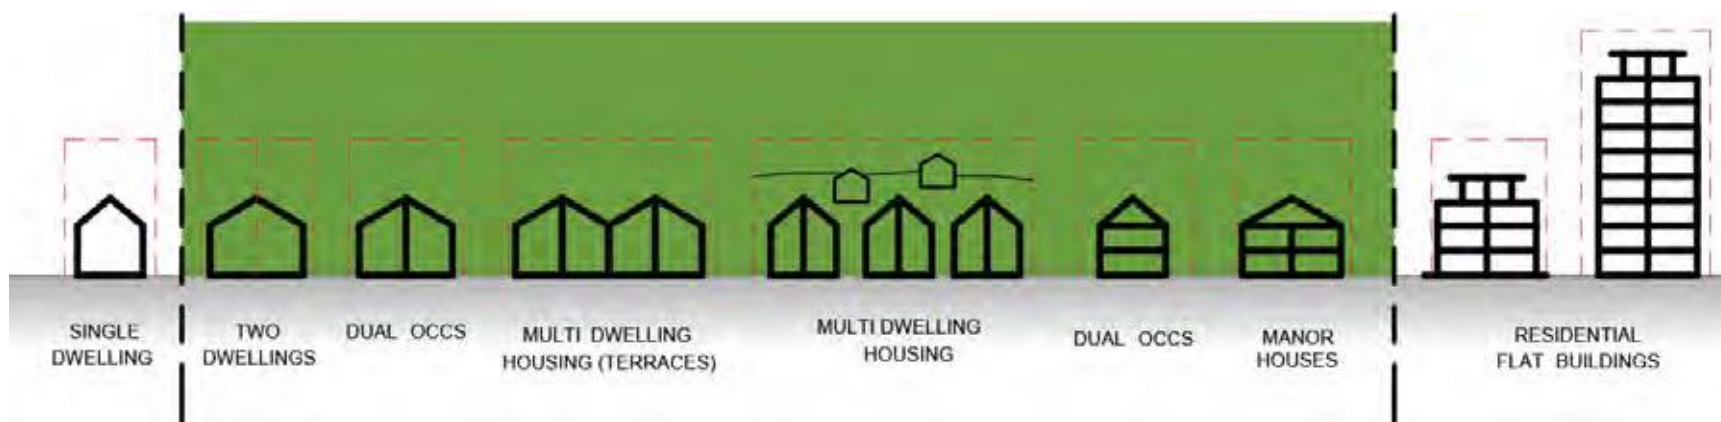 SINGLE
DWELLING
TWO
DWELLINGS
DUAL OCCS
MULTI DWELLING
HOUSING (TERRACES)
MULTI DWELLING
HOUSING
DUAL OCCS
MANOR
HOUSES
RESIDENTIAL
FLAT BUILDINGS